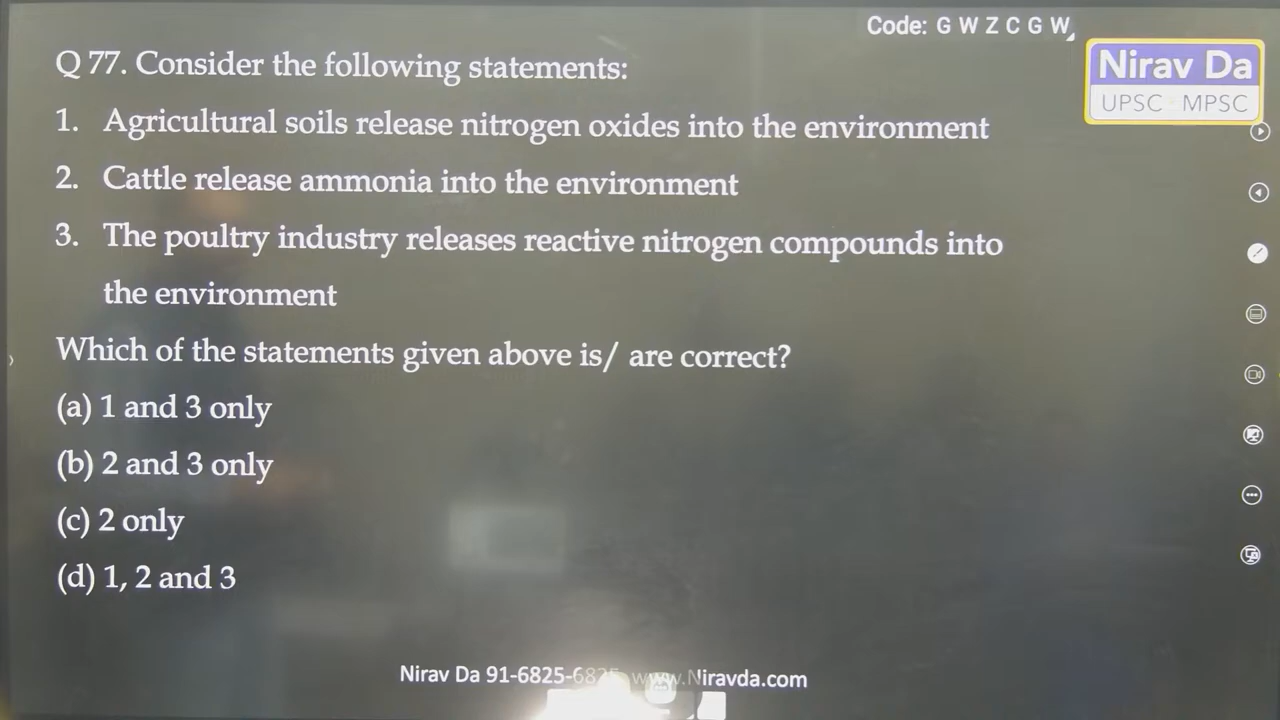 Code: G W Z C G W
Nirav Da
UPSC MPSC
Q 77. Consider the following statements:
1. Agricultural soils release nitrogen oxides into the environment
2. Cattle release ammonia into the environment
3. The poultry industry releases reactive nitrogen compounds into
the environment
Which of the statements given above is/ are correct?
(a) 1 and 3 only
(b) 2 and 3 only
(c) 2 only
(d) 1, 2 and 3
Nirav Da 91-6825-6825 www.Niravda.com